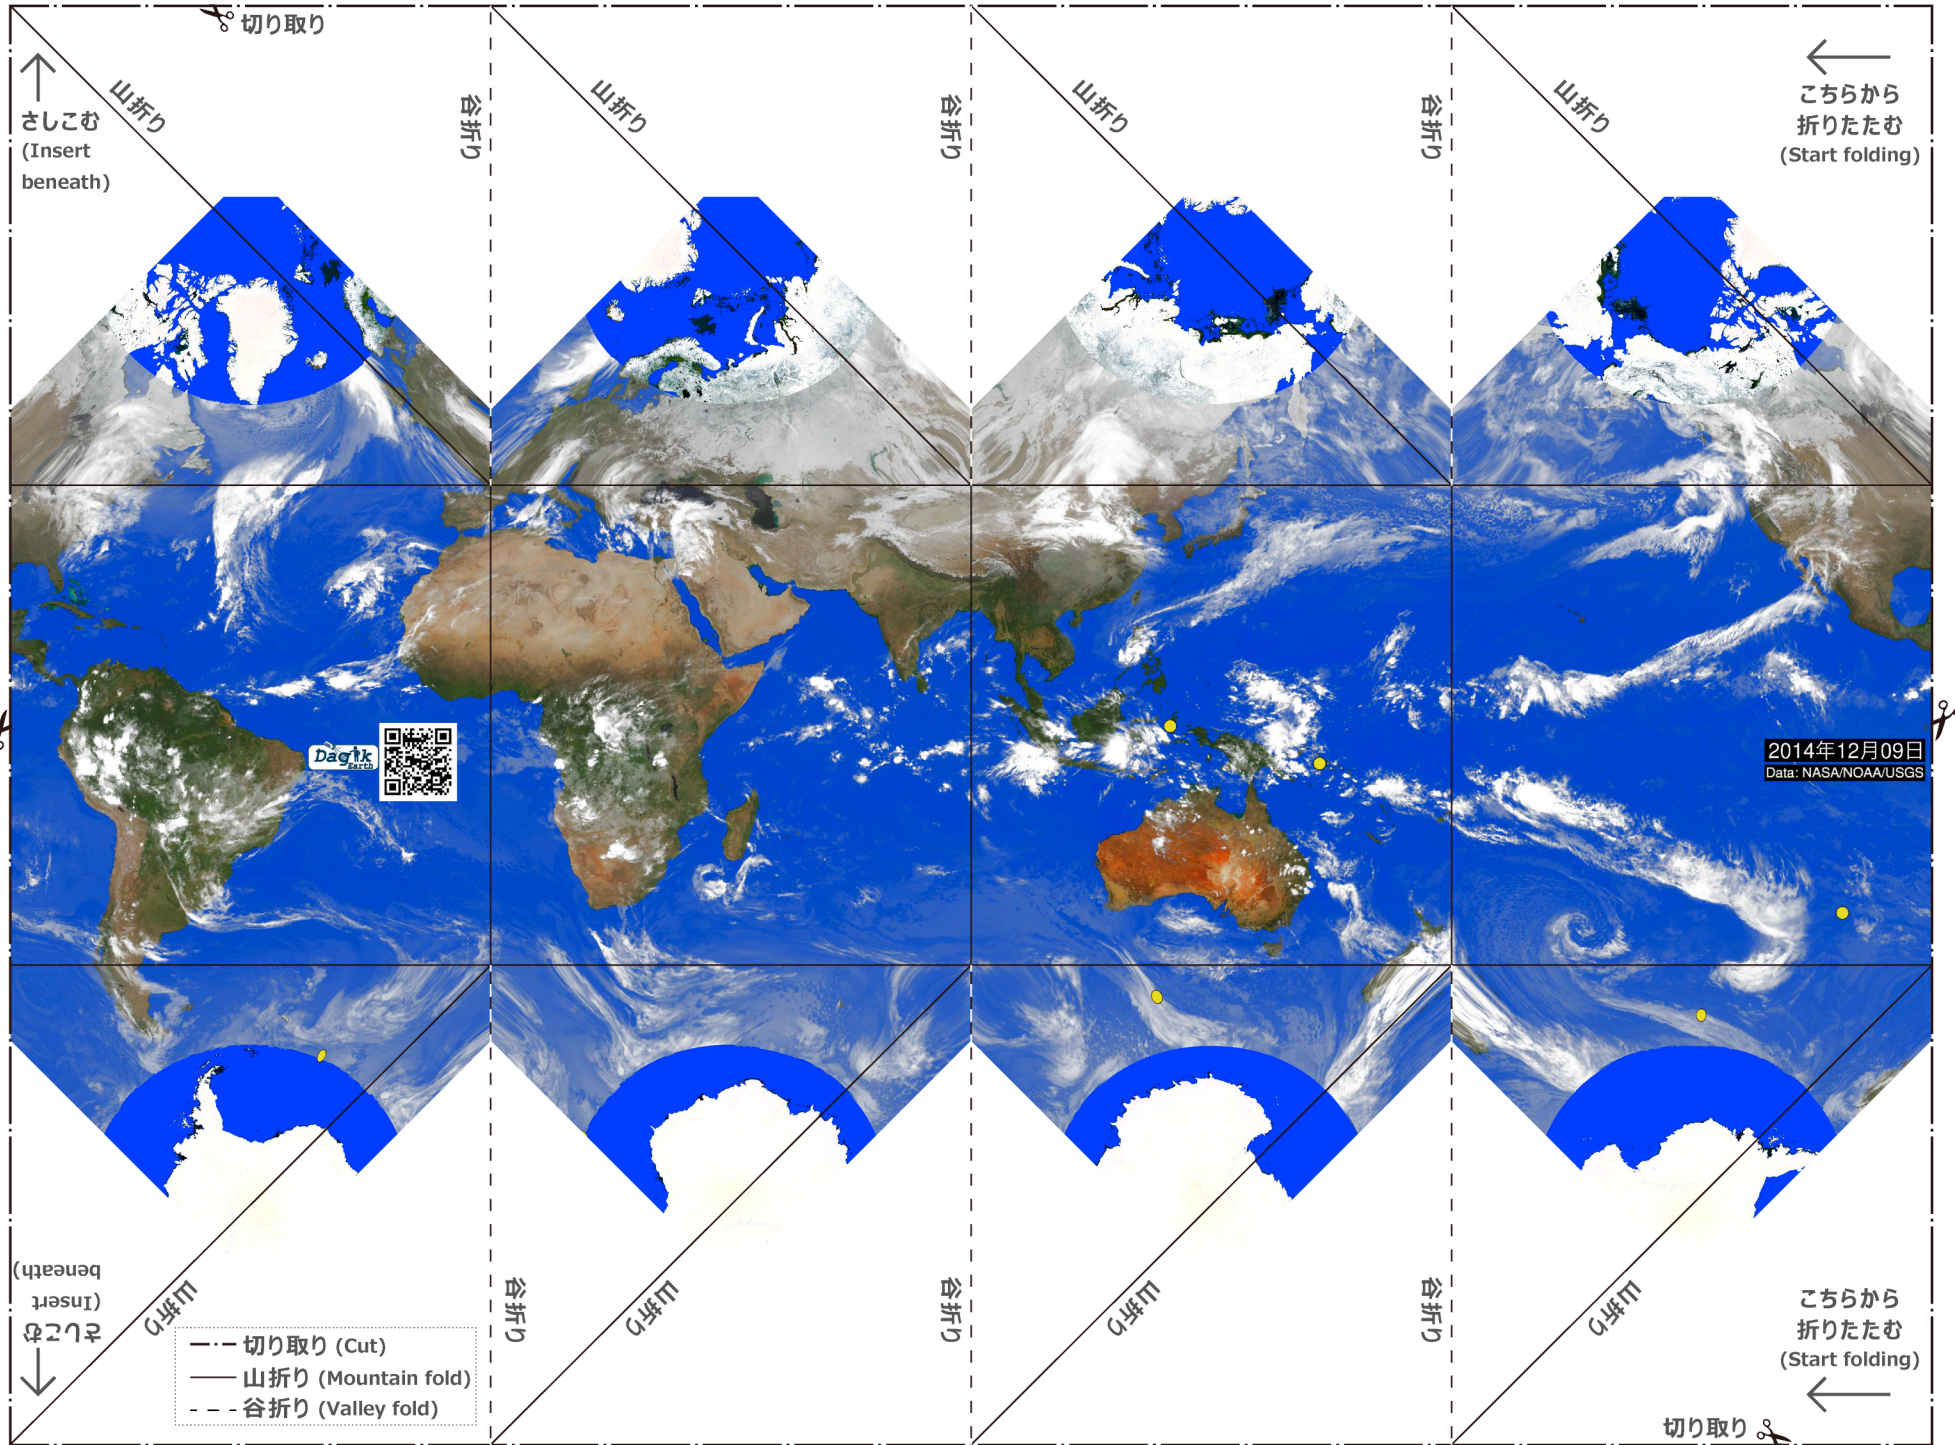 切り取り
さしこむ
(Insert
beneath)
山折り
谷折り
山折り
谷折り
山折り
谷折り
山折り
こちらから
折りたたむ
(Start folding)
Dagik
Earth
2014年12月09日
Data: NASA/NOAA/USGS
さしこむ
(Insert
beneath)
山折り
谷折り
山折り
谷折り
山折り
谷折り
山折り
こちらから
折りたたむ
(Start folding)
切り取り (Cut)
山折り (Mountain fold)
谷折り (Valley fold)
切り取り